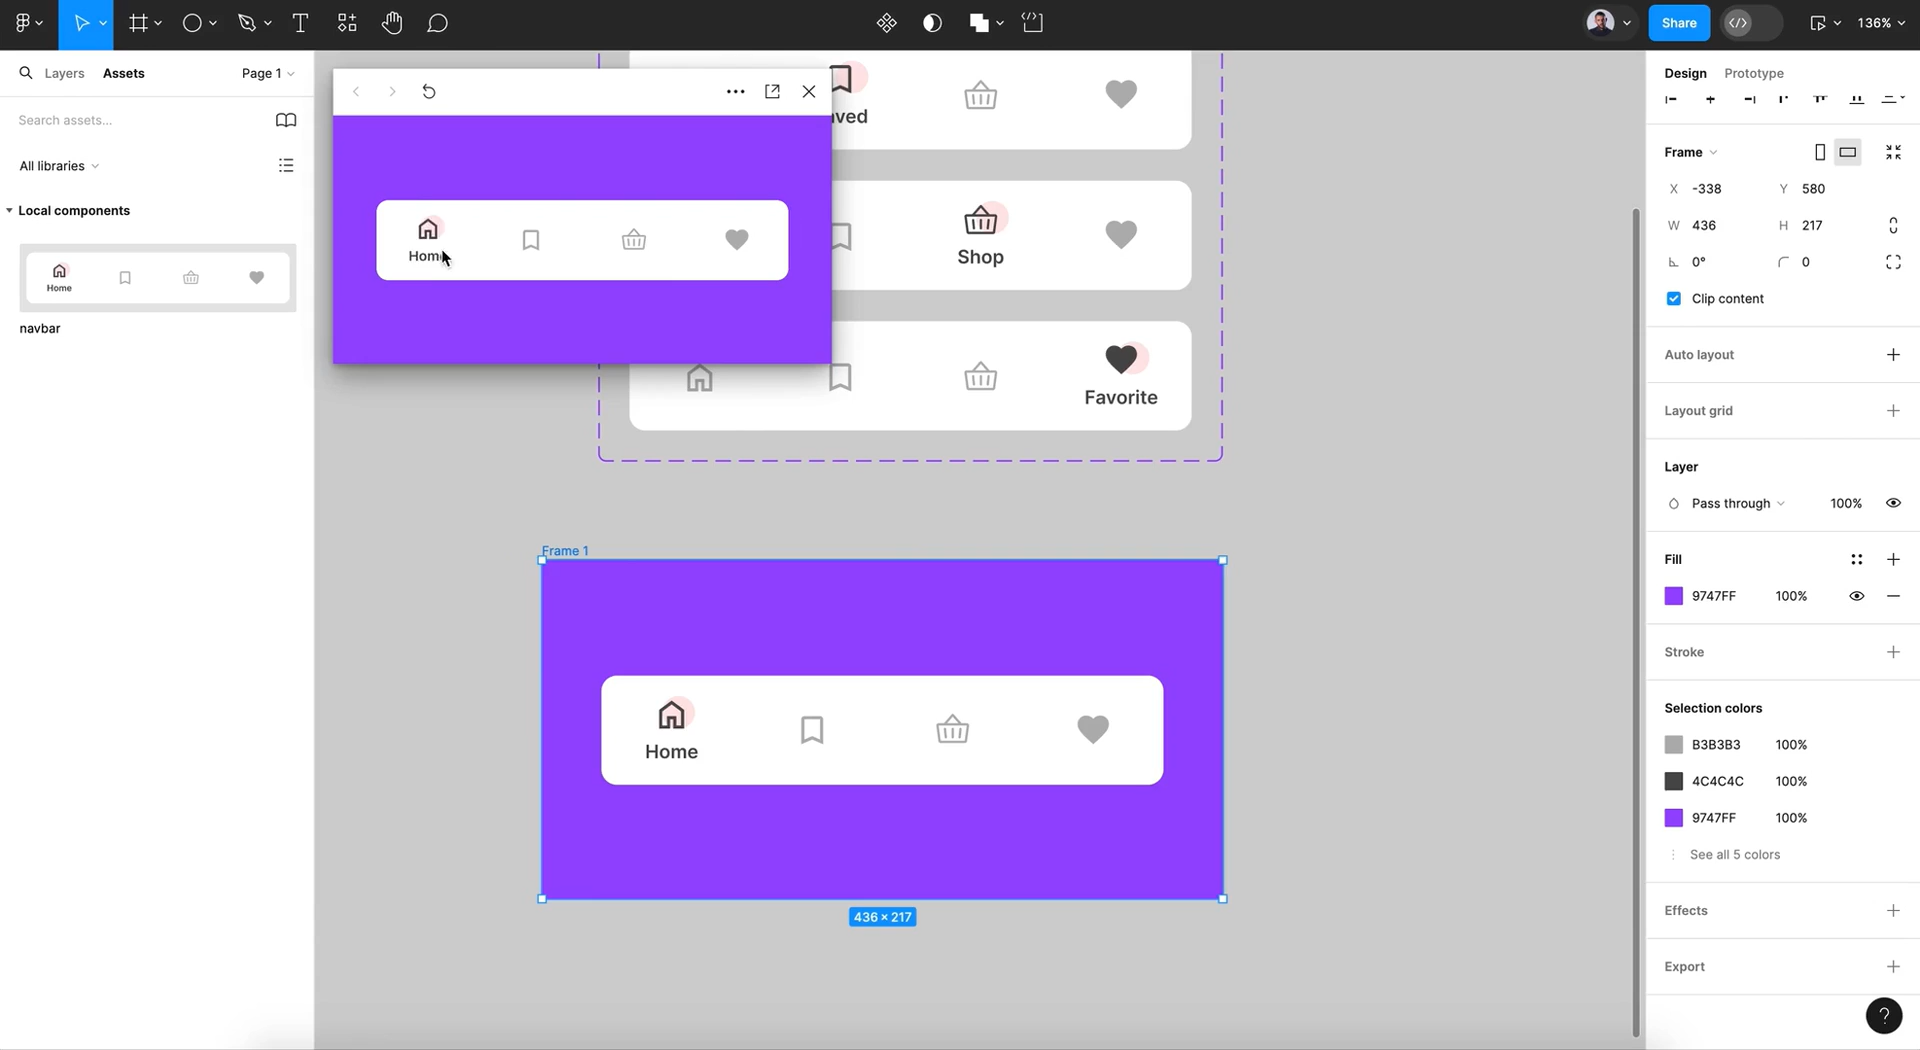 Share
136%
Layers
Assets
Page 1
Search assets...
All libraries
Local components
Home
navbar
Home
Shop
Favorite
Frame 1
Home
436 × 217
Design
Prototype
Frame
X -338
Y 580
W 436
H 217
0°
0
Clip content
Auto layout
Layout grid
Layer
Pass through
100%
Fill
9747FF
100%
Stroke
Selection colors
B3B3B3
100%
4C4C4C
100%
9747FF
100%
See all 5 colors
Effects
Export
?